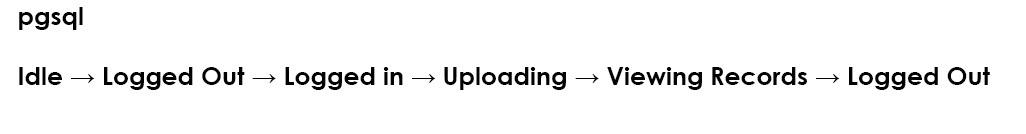 pgsql
Idle → Logged Out → Logged in → Uploading → Viewing Records → Logged Out